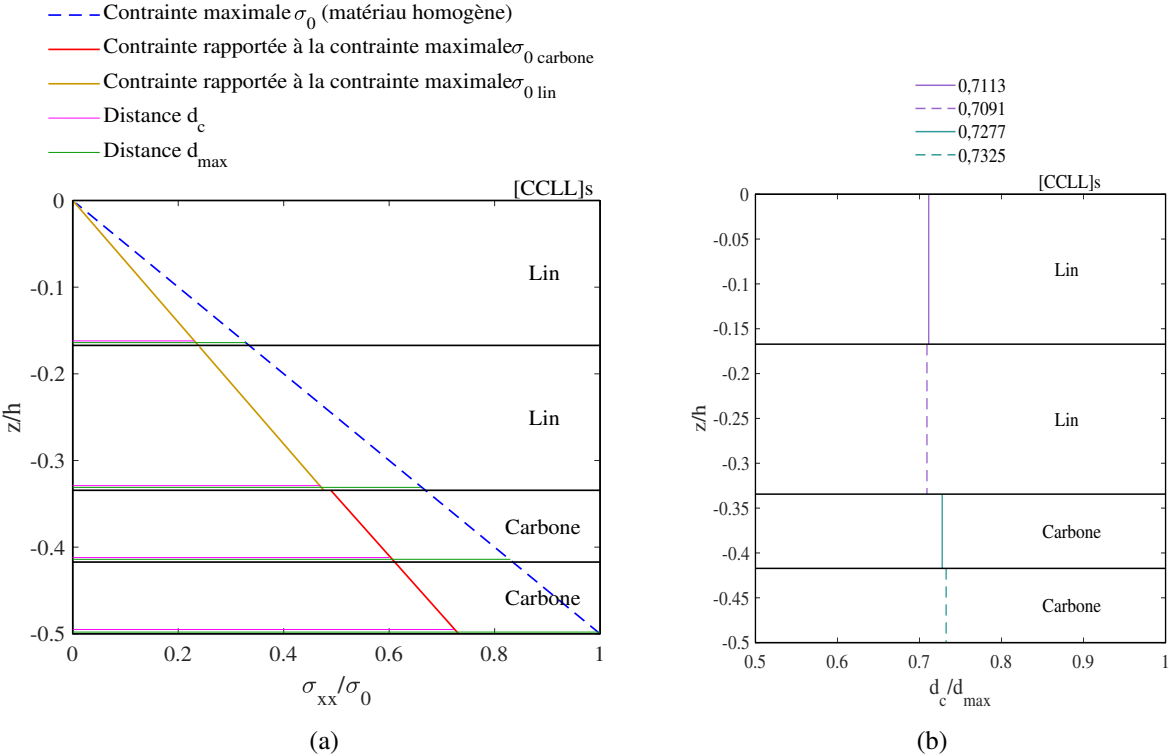 Contrainte maximale σ0 (matériau homogène)
Contrainte rapportée à la contrainte maximaleσ0 carbone
Contrainte rapportée à la contrainte maximaleσ0 lin
Distance dc
Distance dmax
[CCLL]s
0
-0.1
-0.2
-0.3
-0.4
-0.5
z/h
Lin
Lin
Carbone
Carbone
0
0.2
0.4
0.6
0.8
1
σxx/σ0
(a)
0,7113
0,7091
0,7277
0,7325
[CCLL]s
0
-0.05
-0.1
-0.15
-0.2
-0.25
-0.3
-0.35
-0.4
-0.45
-0.5
z/h
Lin
Lin
Carbone
Carbone
0.5
0.6
0.7
0.8
0.9
1
dc/dmax
(b)